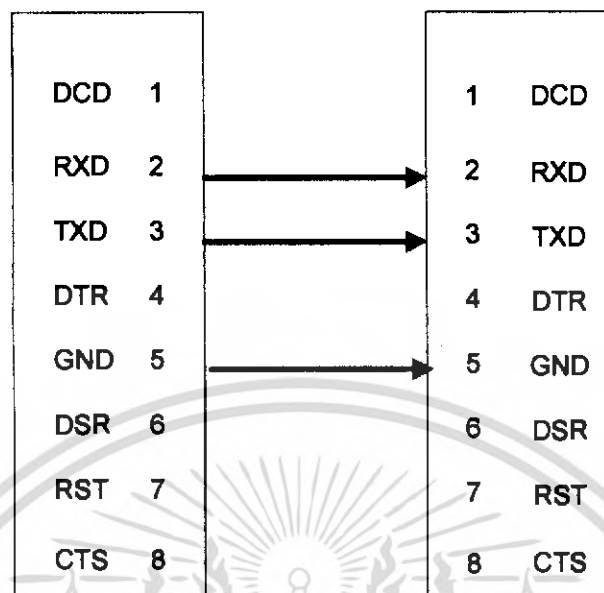 DCD 1 1 DCD
RXD 2 2 RXD
TXD 3 3 TXD
DTR 4 4 DTR
GND 5 5 GND
DSR 6 6 DSR
RST 7 7 RST
CTS 8 8 CTS